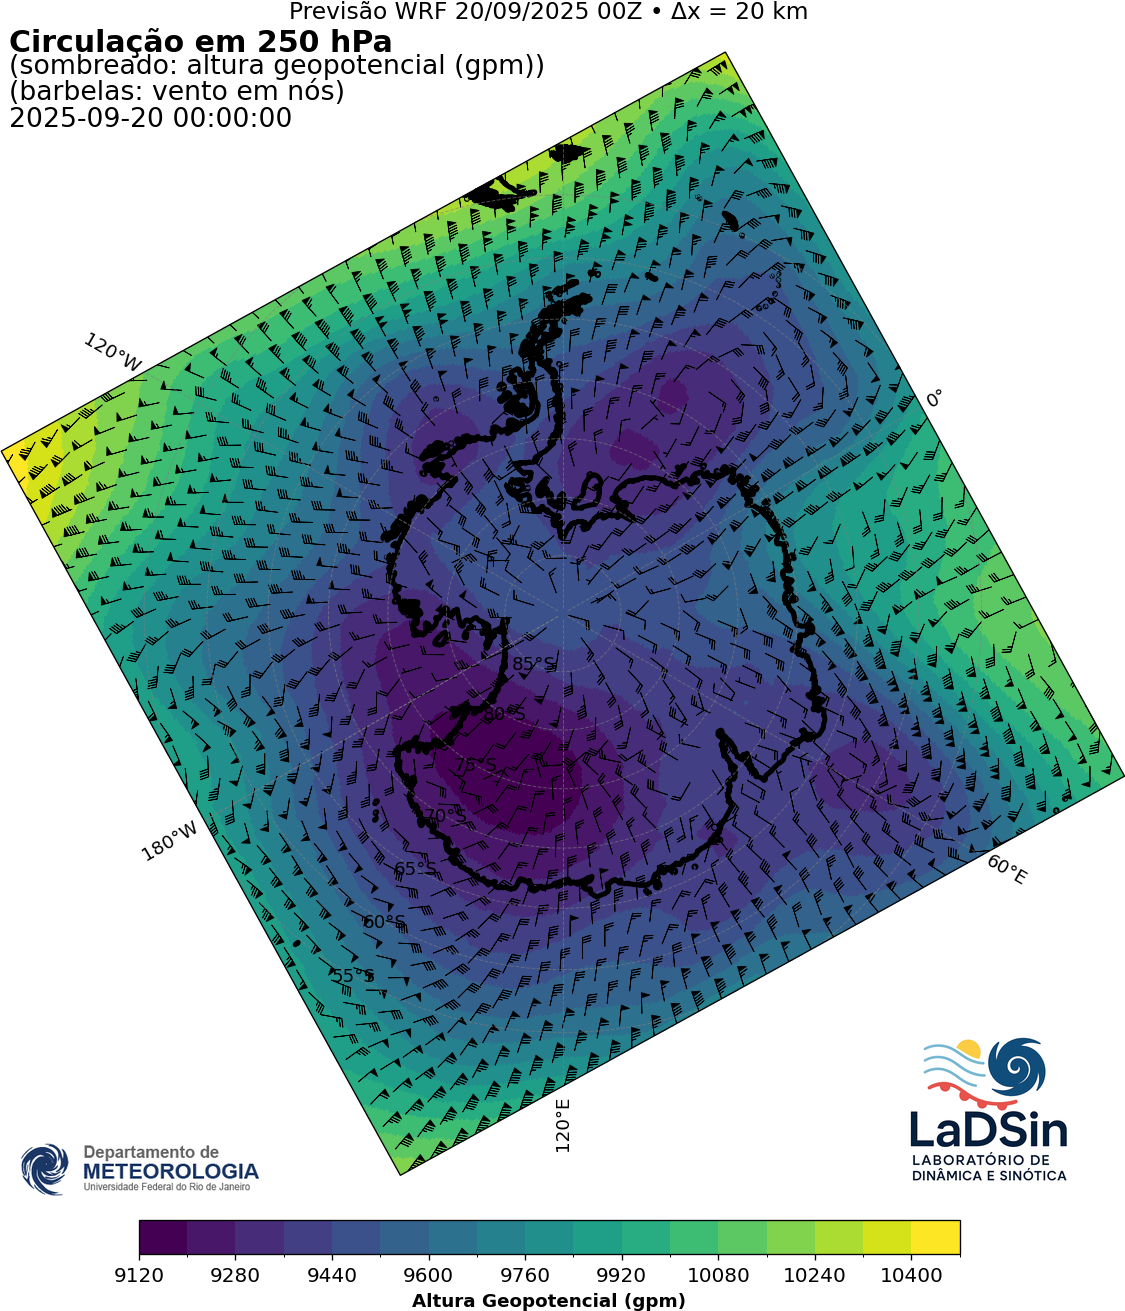 Previsão WRF 20/09/2025 00Z • Δx = 20 km
Circulação em 250 hPa
(sombreado: altura geopotencial (gpm))
(barbelas: vento em nós)
2025-09-20 00:00:00
120°W
0°
85°S
80°S
75°S
70°S
65°S
60°S
55°S
180°W
60°E
120°E
LaDSin
LABORATÓRIO DE
DINÂMICA E SINÓTICA
Departamento de
METEOROLOGIA
Universidade Federal do Rio de Janeiro
9120 9280 9440 9600 9760 9920 10080 10240 10400
Altura Geopotencial (gpm)